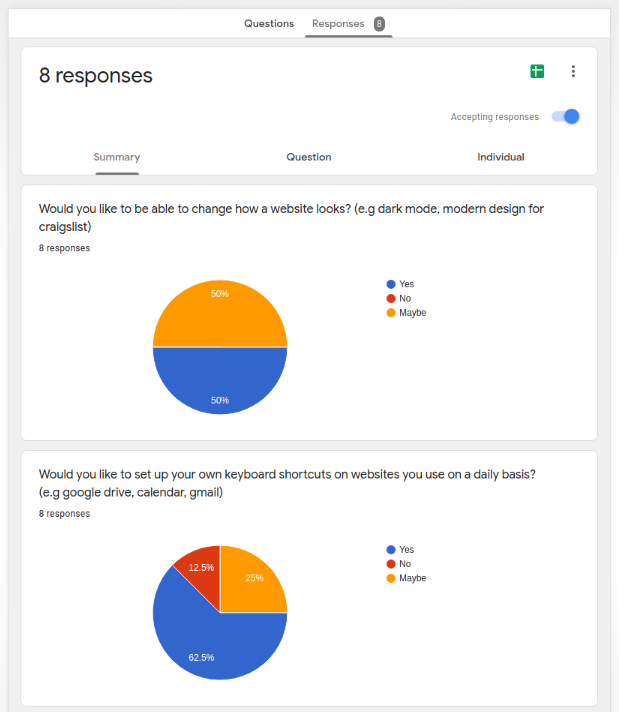 Questions Responses 8
8 responses
Accepting responses
Summary Question Individual
Would you like to be able to change how a website looks? (e.g dark mode, modern design for
craigslist)
8 responses
50%
50%
Yes
No
Maybe
Would you like to set up your own keyboard shortcuts on websites you use on a daily basis?
(e.g google drive, calendar, gmail)
8 responses
12.5%
25%
62.5%
Yes
No
Maybe